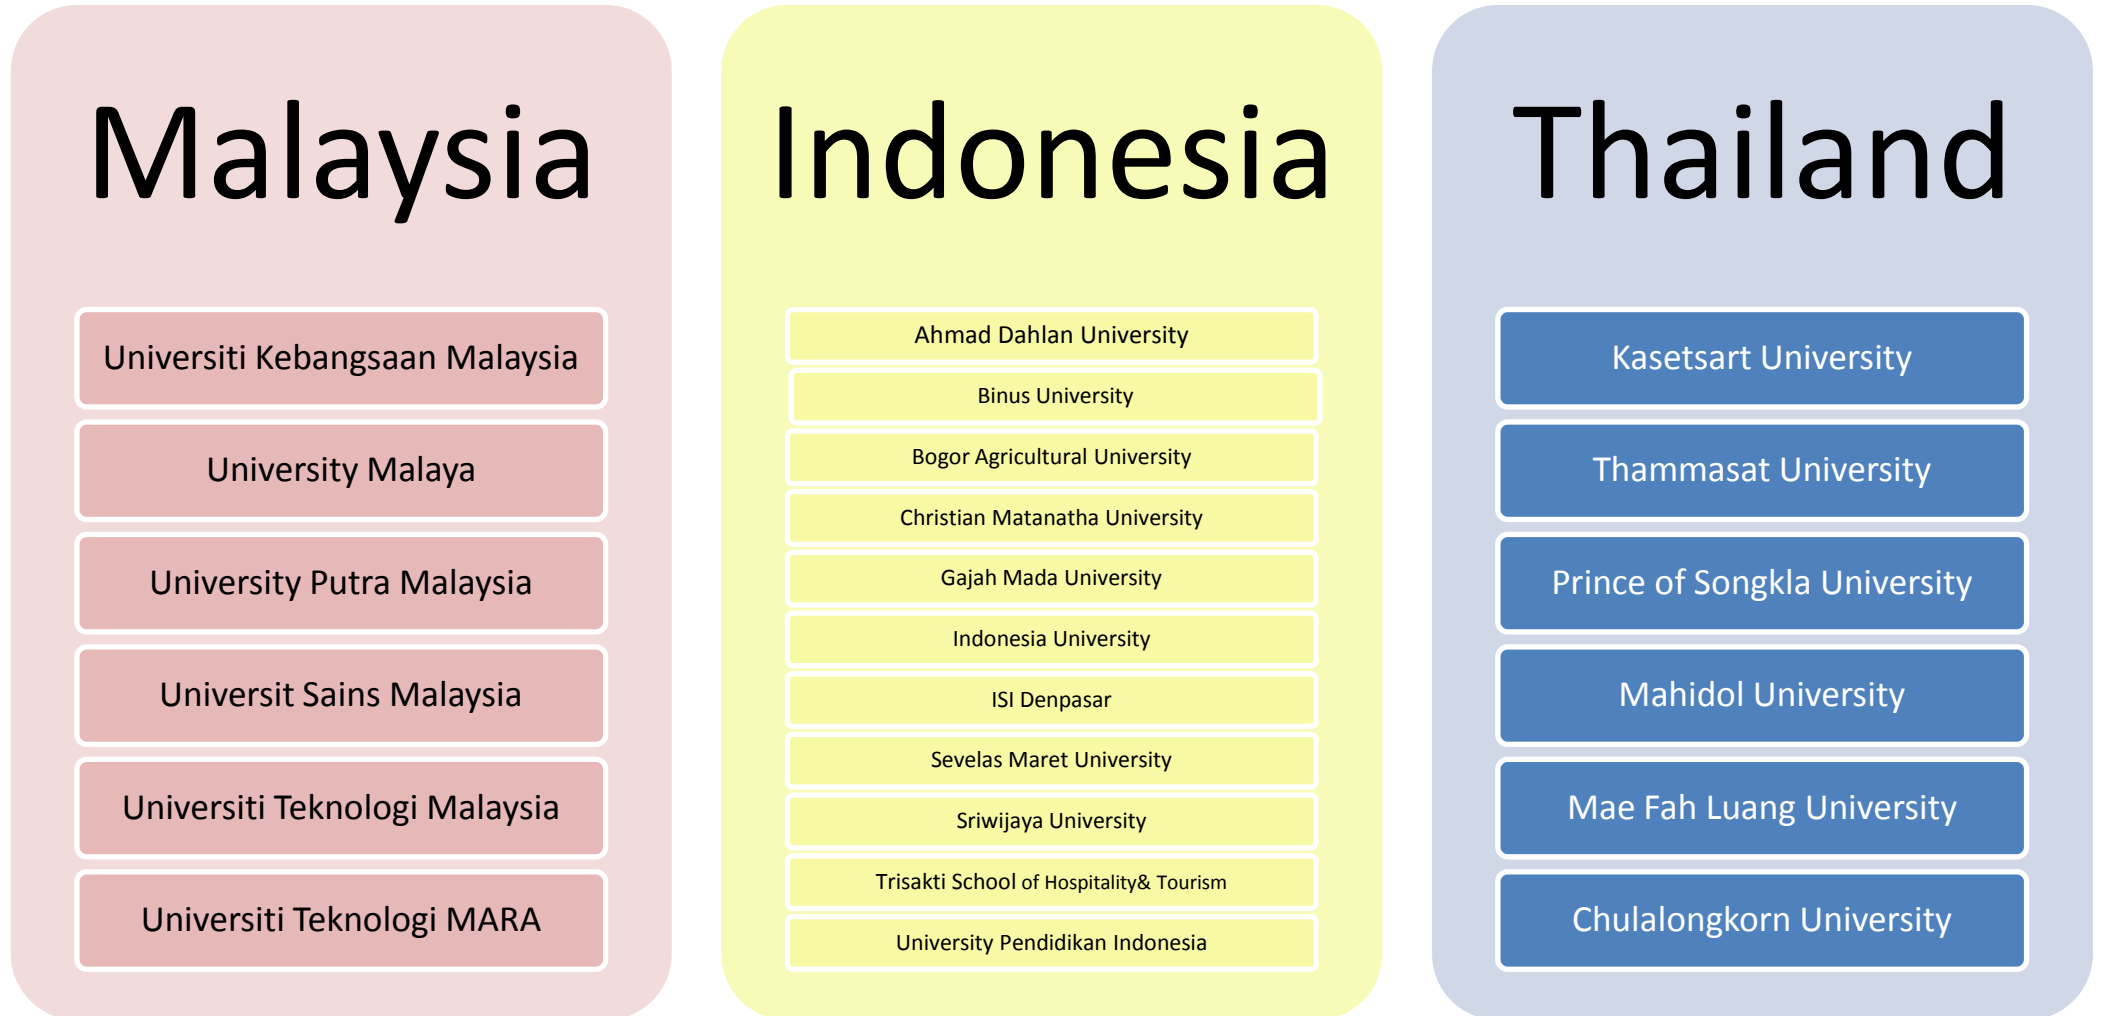 Malaysia
Universiti Kebangsaan Malaysia
University Malaya
University Putra Malaysia
Universit Sains Malaysia
Universiti Teknologi Malaysia
Universiti Teknologi MARA
Indonesia
Ahmad Dahlan University
Binus University
Bogor Agricultural University
Christian Matanatha University
Gajah Mada University
Indonesia University
ISI Denpasar
Sevelas Maret University
Sriwijaya University
Trisakti School of Hospitality& Tourism
University Pendidikan Indonesia
Thailand
Kasetsart University
Thammasat University
Prince of Songkla University
Mahidol University
Mae Fah Luang University
Chulalongkorn University